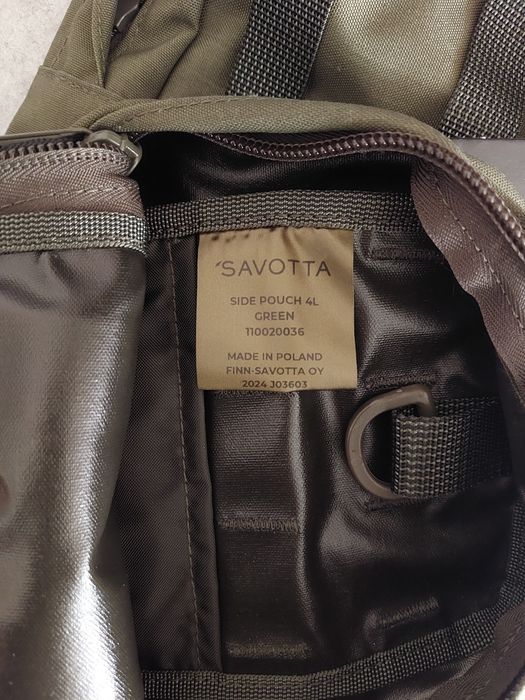 SAVOTTA
SIDE POUCH 4L
GREEN
110020036
MADE IN POLAND
FINN-SAVOTTA OY
2024 J03603